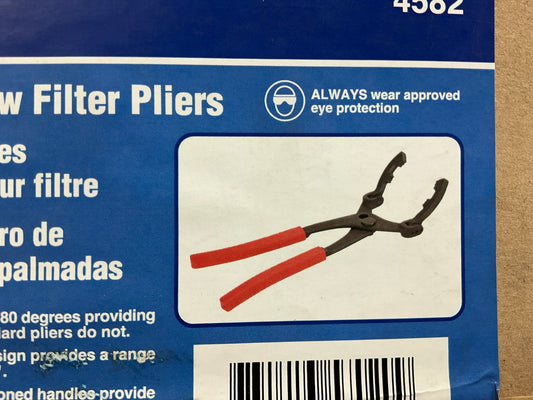 4582
w Filter Pliers
ALWAYS wear approved
eye protection
es
ur filtre
ro de
palmadas
80 degrees providing
ard pliers do not.
sign provides a range
".
oned handles provide